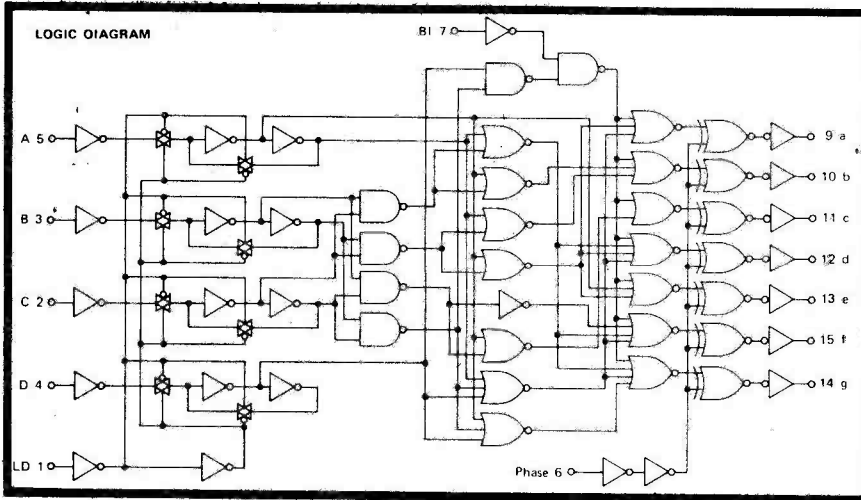 LOGIC DIAGRAM
BI 7
A 5
B 3
C 2
D 4
LD 1
Phase 6
9 a
10 b
11 c
12 d
13 e
15 f
14 g